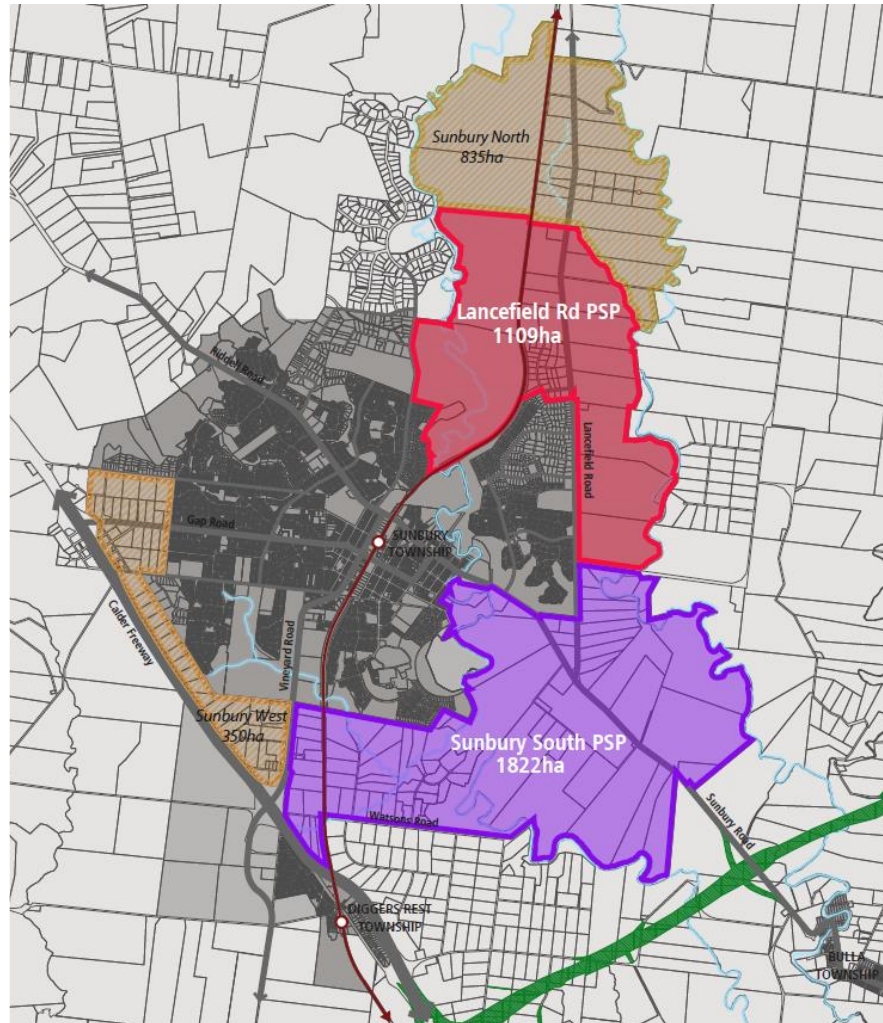 Sunbury North
835ha
Lancefield Rd PSP
1109ha
Riddell Road
Lancefield Road
Gap Road
SUNBURY
TOWNSHIP
Calder Freeway
Vineyard Road
Sunbury West
350ha
Sunbury South PSP
1822ha
Watsons Road
Sunbury Road
DIGGERS REST
TOWNSHIP
BULLA
TOWNSHIP